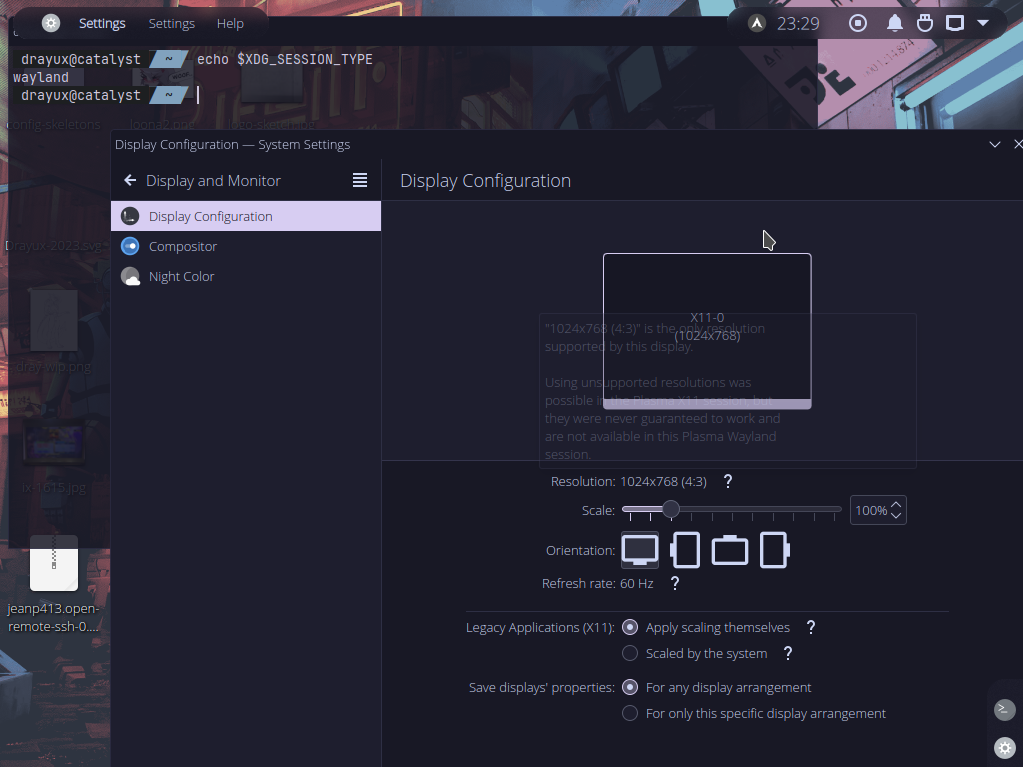 Settings
Settings
Help
23:29
drayux@catalyst ~ echo $XDG_SESSION_TYPE
wayland
drayux@catalyst ~
config-skeletons
Display Configuration — System Settings
Display and Monitor
Display Configuration
Display Configuration
Compositor
Night Color
Drayux-2023.svg
X11-0
(1024x768)
"1024x768 (4:3)" is the only resolution
supported by this display.
Using unsupported resolutions was
possible in the Plasma X11 session, but
they were never guaranteed to work and
are not available in this Plasma Wayland
session.
dray-wip.png
ix-1615.jpg
Resolution: 1024x768 (4:3) ?
Scale: 100%
Orientation:
Refresh rate: 60 Hz ?
Legacy Applications (X11): Apply scaling themselves ?
Scaled by the system ?
Save displays' properties: For any display arrangement
For only this specific display arrangement
jeanp413.open-
remote-ssh-0....